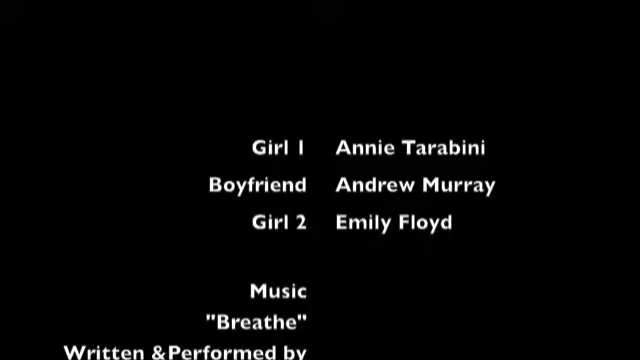 Girl 1 Annie Tarabini
Boyfriend Andrew Murray
Girl 2 Emily Floyd
Music
"Breathe"
Written &Performed by